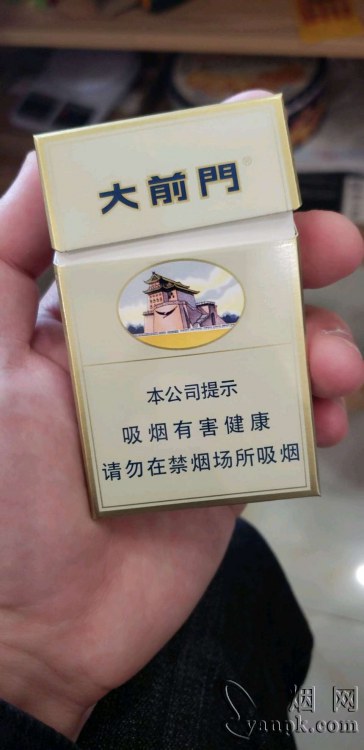 大前門®
本公司提示
吸烟有害健康
请勿在禁烟场所吸烟
烟网
yanpk.com